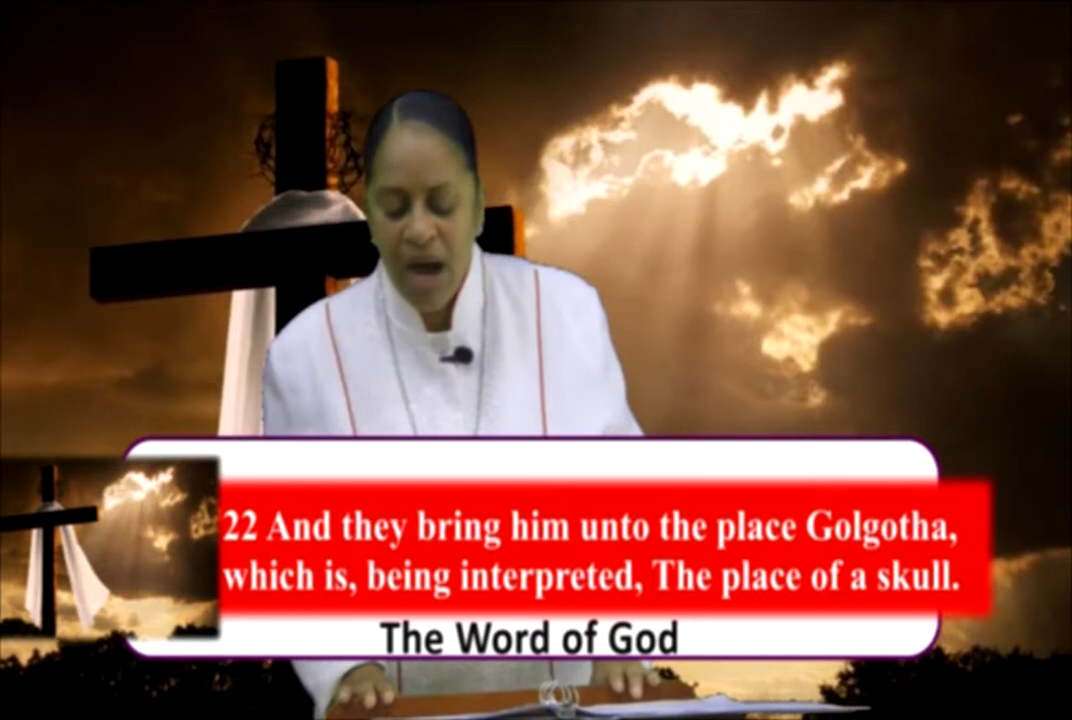 22 And they bring him unto the place Golgotha,
which is, being interpreted, The place of a skull.
The Word of God